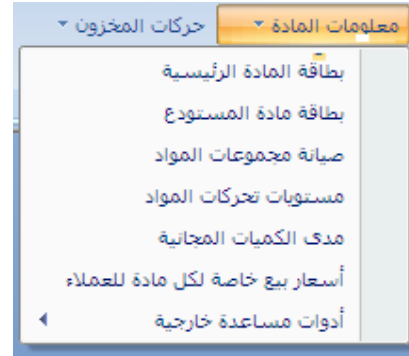 معلومات المادة حركات المخزون
بطاقة المادة الرئيسية
بطاقة مادة المستودع
صيانة مجموعات المواد
مستويات تحركات المواد
مدى الكميات المجانية
أسعار بيع خاصة لكل مادة للعملاء
أدوات مساعدة خارجية